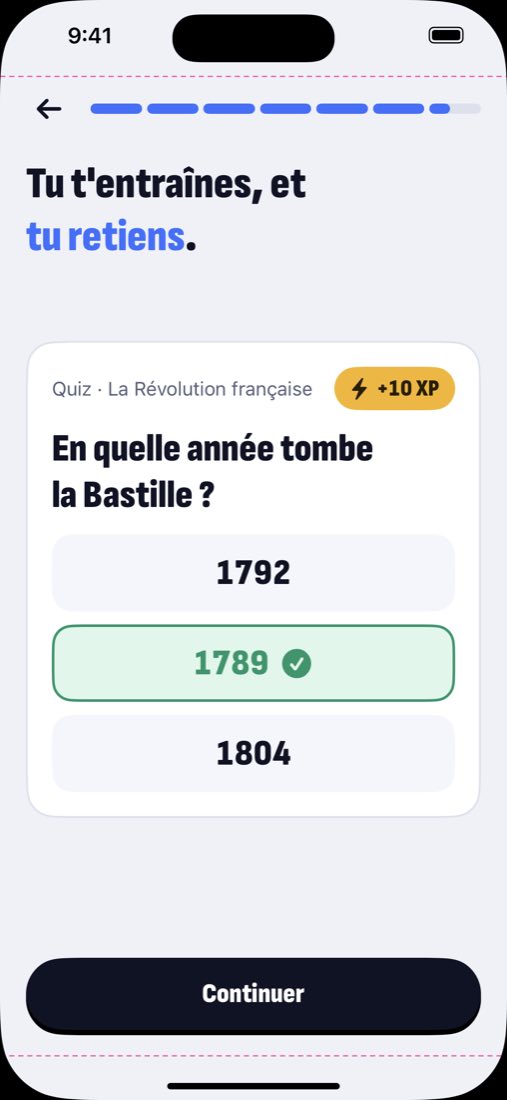 9:41
Tu t'entraînes, et
tu retiens.
Quiz · La Révolution française
+10 XP
En quelle année tombe
la Bastille ?
1792
1789
1804
Continuer